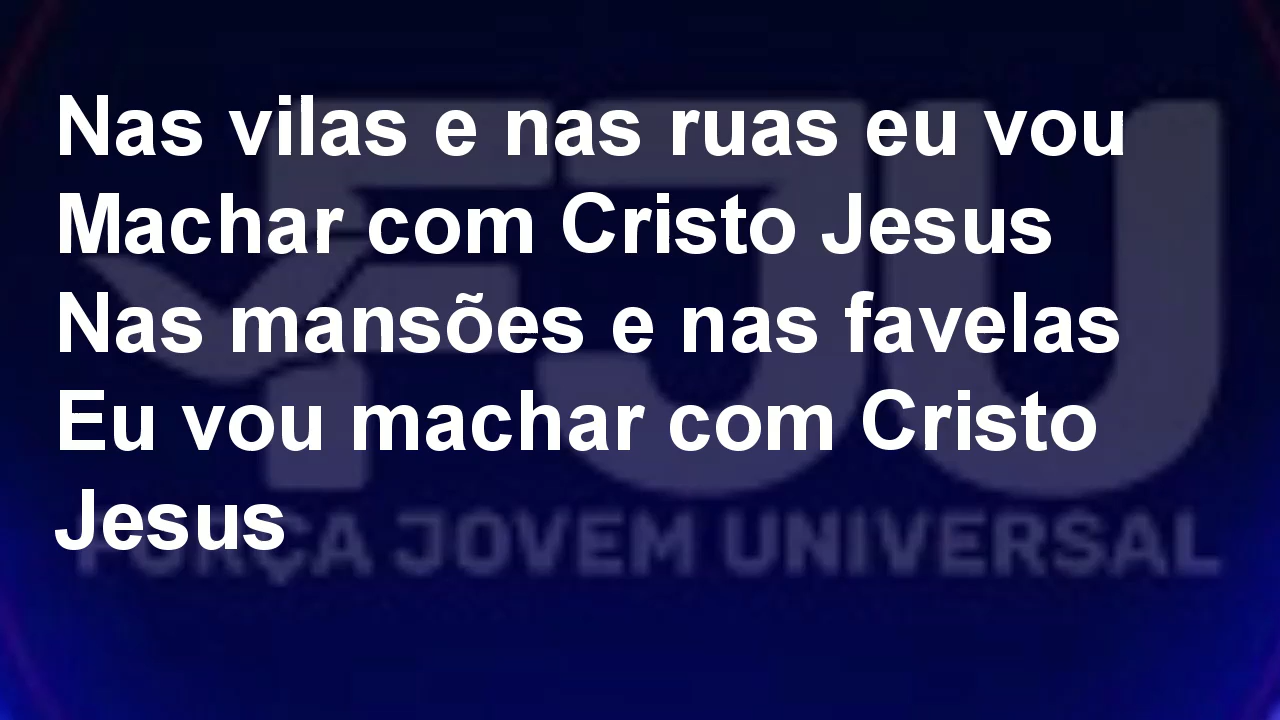 Nas vilas e nas ruas eu vou
Machar com Cristo Jesus
Nas mansões e nas favelas
Eu vou machar com Cristo
Jesus
FJU
FORÇA JOVEM UNIVERSAL